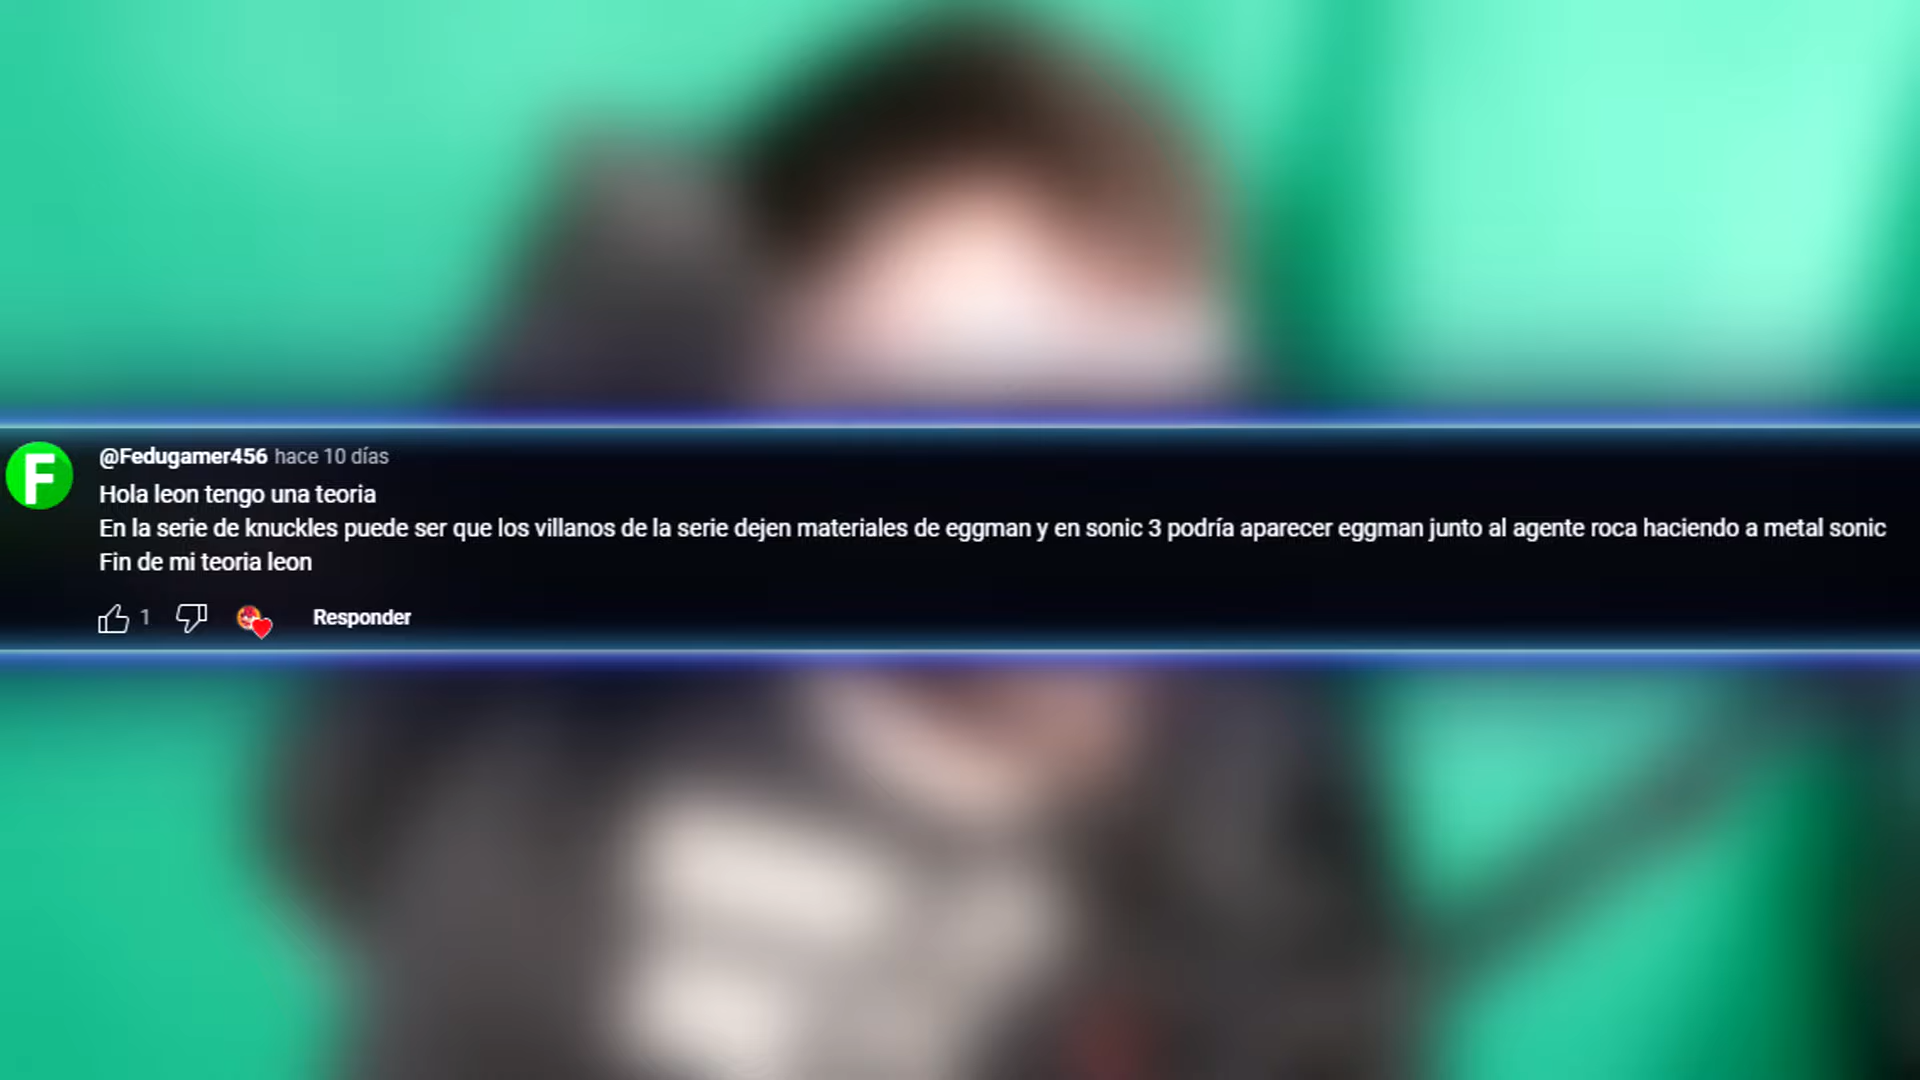 F
@Fedugamer456 hace 10 días
Hola leon tengo una teoria
En la serie de knuckles puede ser que los villanos de la serie dejen materiales de eggman y en sonic 3 podría aparecer eggman junto al agente roca haciendo a metal sonic
Fin de mi teoria leon
1 Responder